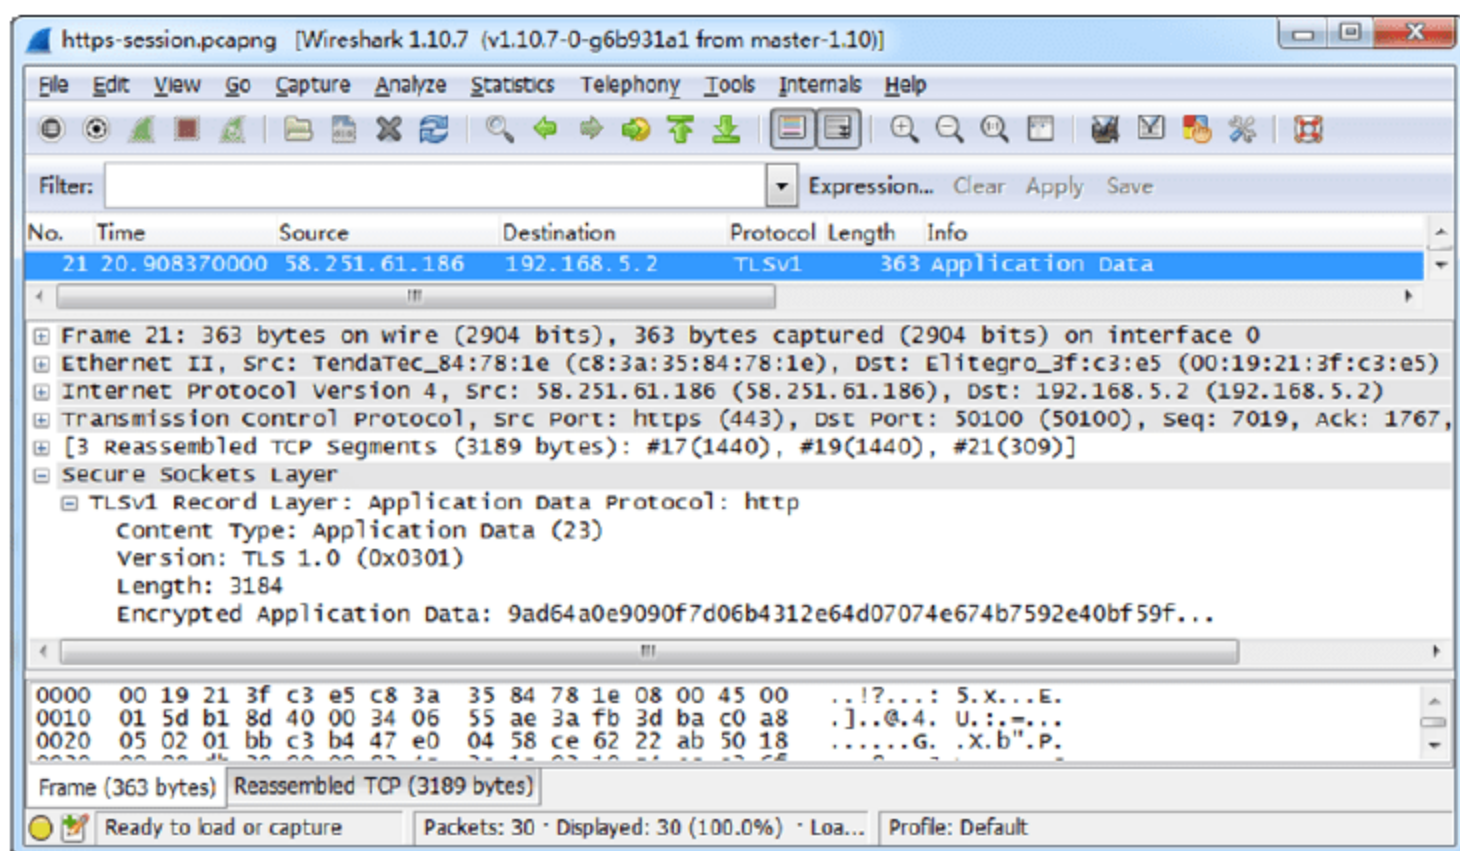 https-session.pcapng [Wireshark 1.10.7 (v1.10.7-0-g6b931a1 from master-1.10)]
File Edit View Go Capture Analyze Statistics Telephony Tools Internals Help
Filter: Expression... Clear Apply Save
No. Time Source Destination Protocol Length Info
21 20.908370000 58.251.61.186 192.168.5.2 TLSv1 363 Application Data
Frame 21: 363 bytes on wire (2904 bits), 363 bytes captured (2904 bits) on interface 0
Ethernet II, Src: TendaTec_84:78:1e (c8:3a:35:84:78:1e), Dst: Elitegro_3f:c3:e5 (00:19:21:3f:c3:e5)
Internet Protocol Version 4, Src: 58.251.61.186 (58.251.61.186), Dst: 192.168.5.2 (192.168.5.2)
Transmission Control Protocol, Src Port: https (443), Dst Port: 50100 (50100), Seq: 7019, Ack: 1767,
[3 Reassembled TCP Segments (3189 bytes): #17(1440), #19(1440), #21(309)]
Secure Sockets Layer
TLSv1 Record Layer: Application Data Protocol: http
Content Type: Application Data (23)
Version: TLS 1.0 (0x0301)
Length: 3184
Encrypted Application Data: 9ad64a0e9090f7d06b4312e64d07074e674b7592e40bf59f...
0000 00 19 21 3f c3 e5 c8 3a 35 84 78 1e 08 00 45 00 ..!?...: 5.x...E.
0010 01 5d b1 8d 40 00 34 06 55 ae 3a fb 3d ba c0 a8 .]..@.4. U.:.=...
0020 05 02 01 bb c3 b4 47 e0 04 58 ce 62 22 ab 50 18 ......G. .X.b".P.
Frame (363 bytes) Reassembled TCP (3189 bytes)
Ready to load or capture Packets: 30 · Displayed: 30 (100.0%) · Loa... Profile: Default